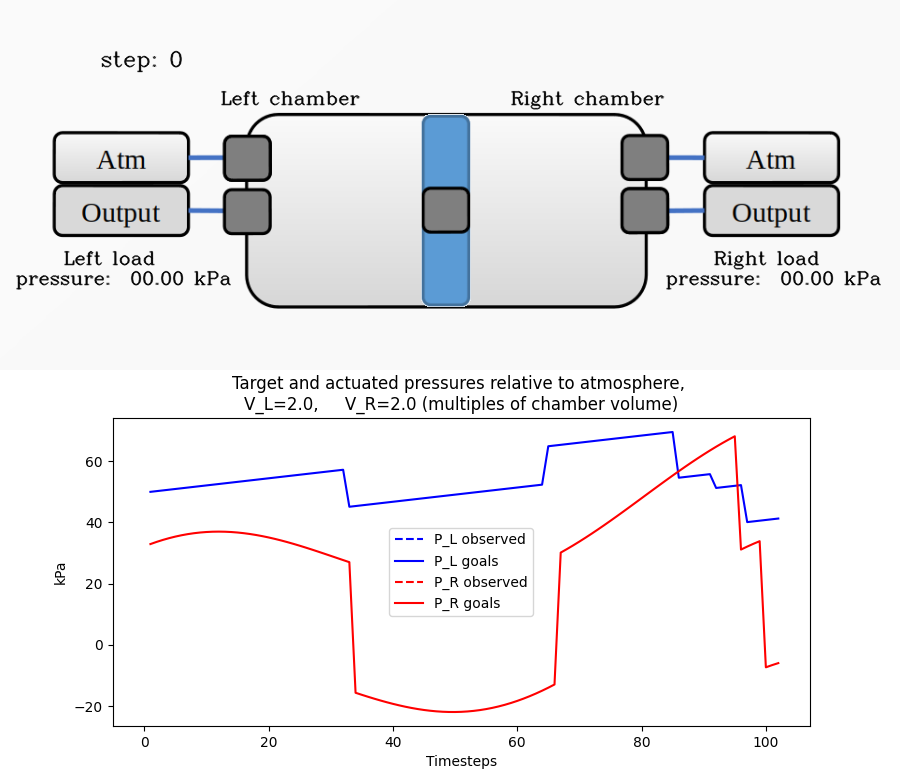 step: 0
Left chamber
Right chamber
Atm
Atm
Output
Output
Left load
pressure: 00.00 kPa
Right load
pressure: 00.00 kPa
Target and actuated pressures relative to atmosphere,
V_L=2.0, V_R=2.0 (multiples of chamber volume)
kPa
60
40
20
0
−20
P_L observed
P_L goals
P_R observed
P_R goals
0 20 40 60 80 100
Timesteps